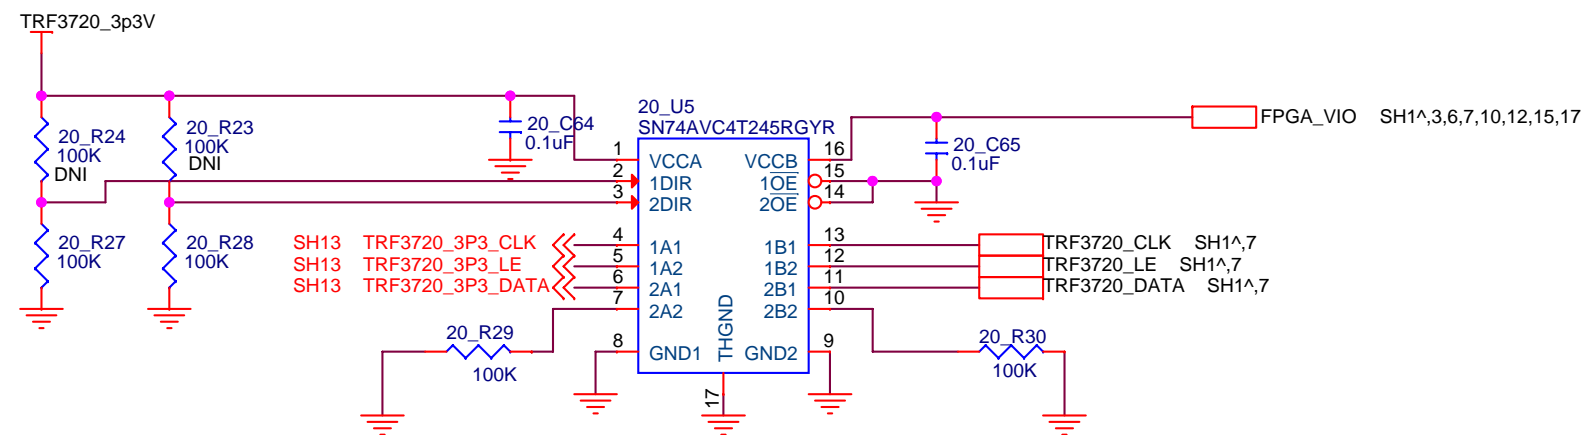 TRF3720_3p3V
20_R24
100K
DNI
20_R23
100K
DNI
20_C64
0.1uF
20_U5
SN74AVC4T245RGYR
FPGA_VIO SH1^,3,6,7,10,12,15,17
20_C65
0.1uF
1 VCCA VCCB 16
2 1DIR 1OE 15
3 2DIR 2OE 14
20_R27
100K
20_R28
100K
SH13 TRF3720_3P3_CLK 4 1A1 1B1 13 TRF3720_CLK SH1^,7
SH13 TRF3720_3P3_LE 5 1A2 1B2 12 TRF3720_LE SH1^,7
SH13 TRF3720_3P3_DATA 6 2A1 2B1 11 TRF3720_DATA SH1^,7
7 2A2 2B2 10
20_R29
100K
8 GND1 THGND GND2 9
20_R30
100K
17